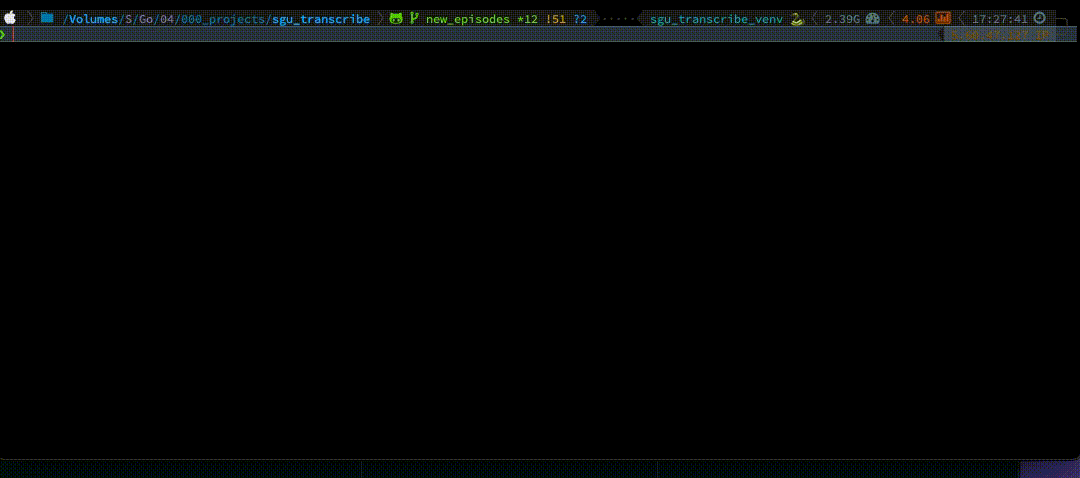 /Volumes/S/Go/04/000_projects/sgu_transcribe new_episodes *12 !51 ?2 ····· sgu_transcribe_venv 2.39G 4.06 17:27:41
❯